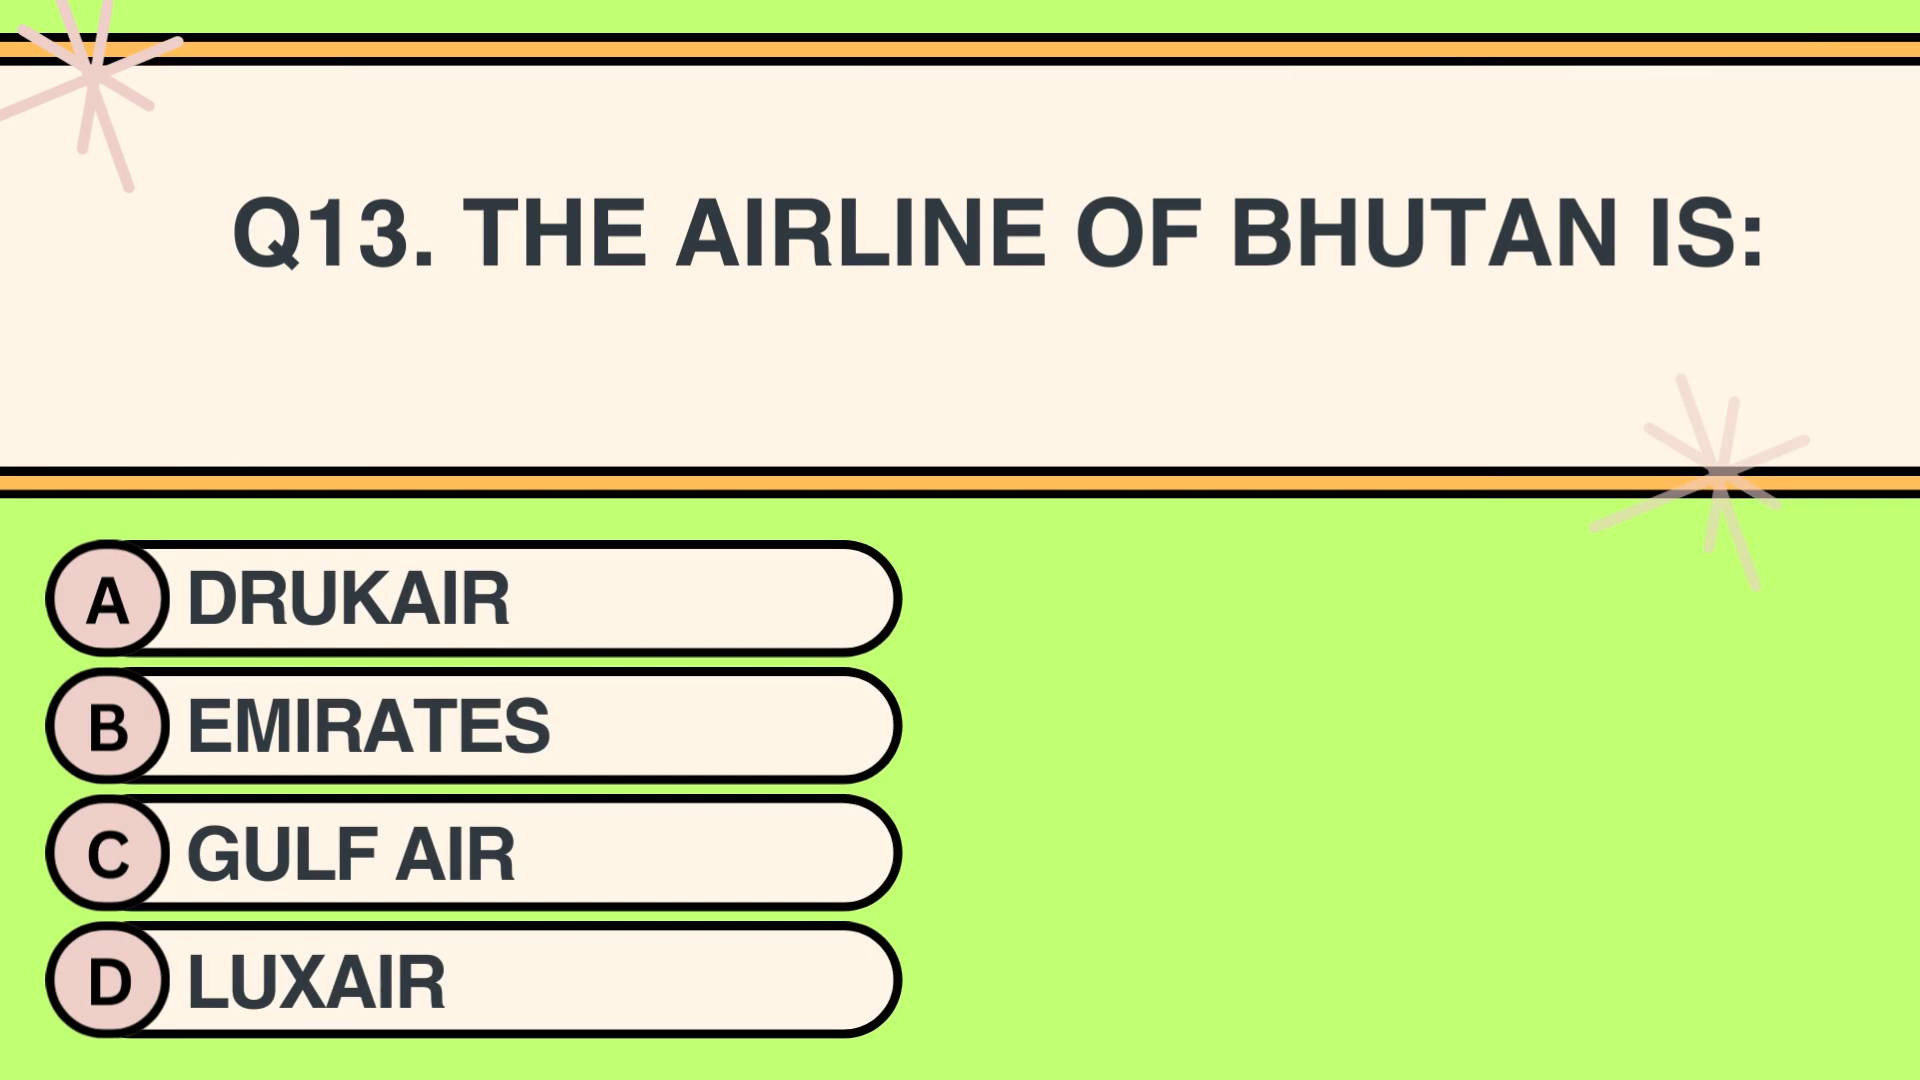 Q13. THE AIRLINE OF BHUTAN IS:
A DRUKAIR
B EMIRATES
C GULF AIR
D LUXAIR